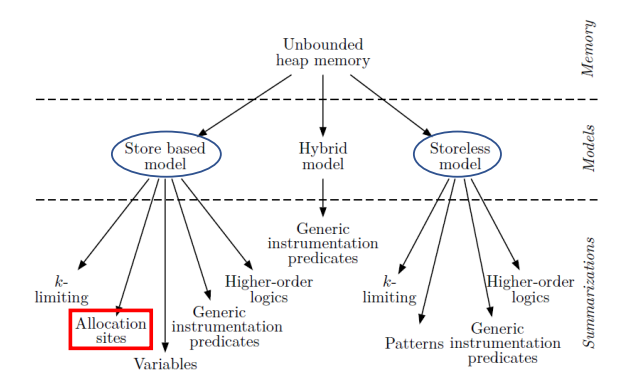 Unbounded
heap memory
Memory
Store based
model
Hybrid
model
Storeless
model
Models
Generic
instrumentation
predicates
k-
limiting
Allocation
sites
Variables
Generic
instrumentation
predicates
Higher-order
logics
k-
limiting
Patterns
Generic
instrumentation
predicates
Higher-order
logics
Summarizations